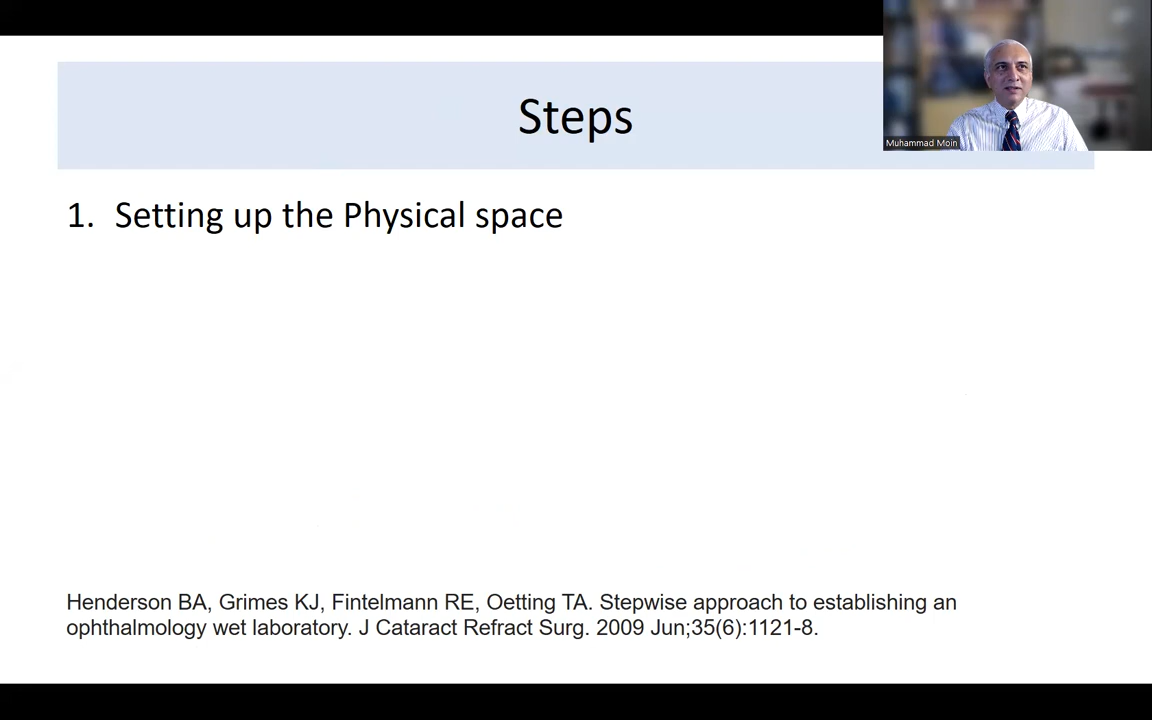 Steps
Muhammad Moin
1. Setting up the Physical space
Henderson BA, Grimes KJ, Fintelmann RE, Oetting TA. Stepwise approach to establishing an
ophthalmology wet laboratory. J Cataract Refract Surg. 2009 Jun;35(6):1121-8.